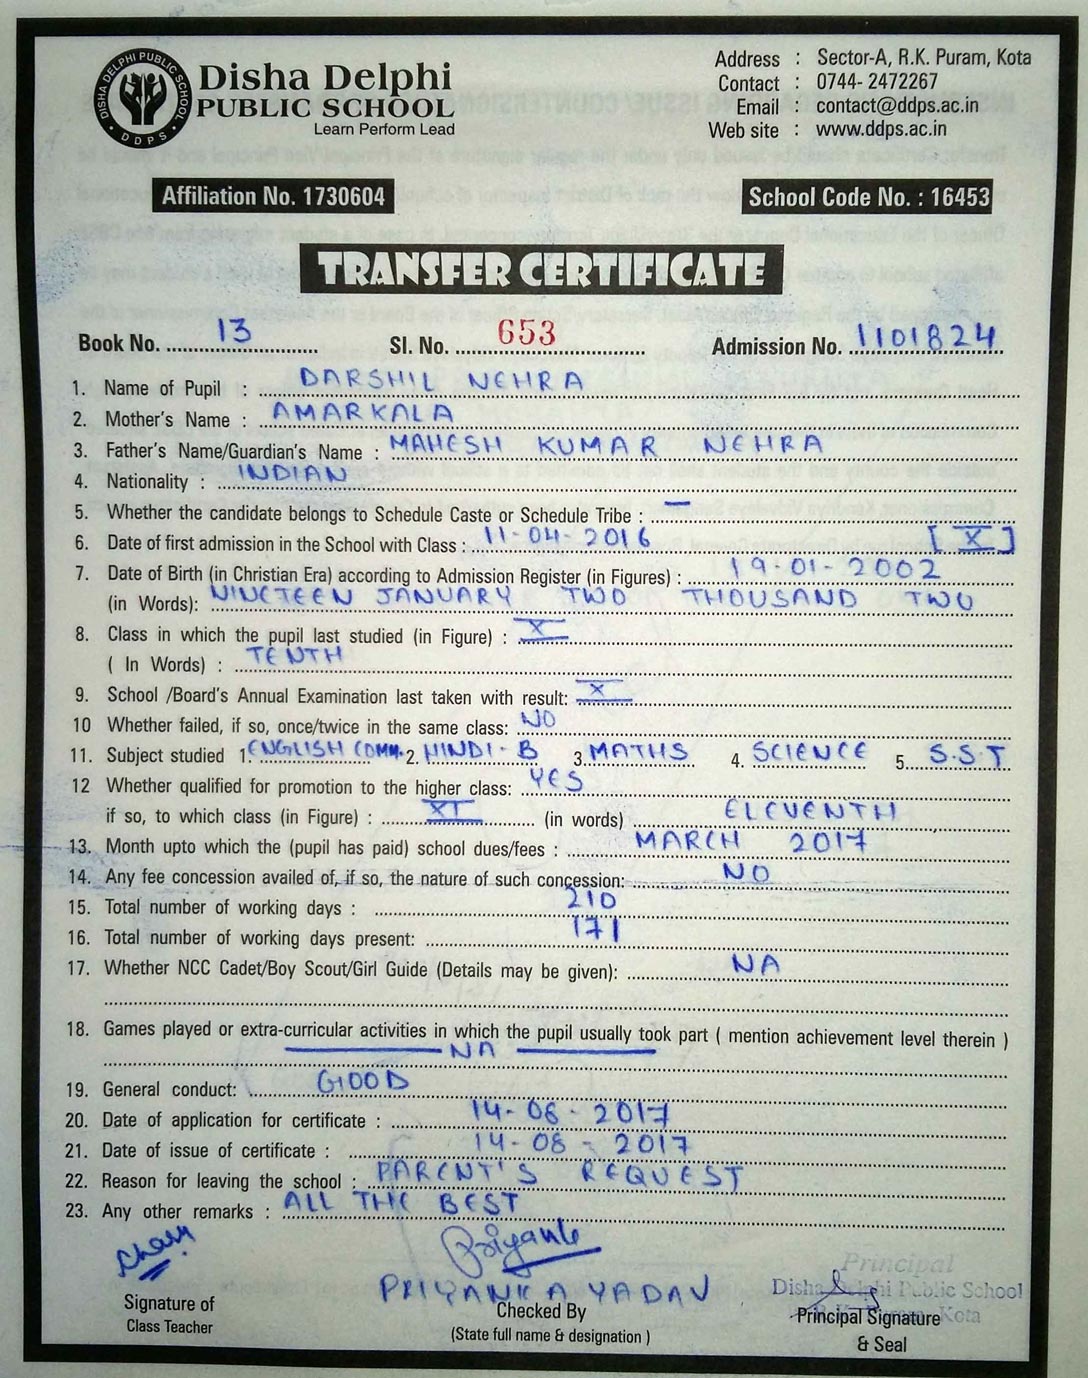 DISHA DELPHI PUBLIC SCHOOL
DDPS
Disha Delphi
PUBLIC SCHOOL
Learn Perform Lead
Address : Sector-A, R.K. Puram, Kota
Contact : 0744- 2472267
Email : contact@ddps.ac.in
Web site : www.ddps.ac.in
Affiliation No. 1730604
School Code No. : 16453
TRANSFER CERTIFICATE
Book No. 13 Sl. No. 653 Admission No. 1101824
1. Name of Pupil : DARSHIL NEHRA
2. Mother's Name : AMARKALA
3. Father's Name/Guardian's Name : MAHESH KUMAR NEHRA
4. Nationality : INDIAN
5. Whether the candidate belongs to Schedule Caste or Schedule Tribe : —
6. Date of first admission in the School with Class : 11-04-2016 [X]
7. Date of Birth (in Christian Era) according to Admission Register (in Figures) : 19-01-2002
(in Words): NINETEEN JANUARY TWO THOUSAND TWO
8. Class in which the pupil last studied (in Figure) : X
( In Words) : TENTH
9. School /Board's Annual Examination last taken with result: X
10 Whether failed, if so, once/twice in the same class: NO
11. Subject studied 1. ENGLISH COMM. 2. HINDI-B 3. MATHS 4. SCIENCE 5. S.S.T
12 Whether qualified for promotion to the higher class: YES
if so, to which class (in Figure) : XI (in words) ELEVENTH
13. Month upto which the (pupil has paid) school dues/fees : MARCH 2017
14. Any fee concession availed of, if so, the nature of such concession: NO
15. Total number of working days : 210
16. Total number of working days present: 171
17. Whether NCC Cadet/Boy Scout/Girl Guide (Details may be given): NA
18. Games played or extra-curricular activities in which the pupil usually took part ( mention achievement level therein )
— NA —
19. General conduct: GOOD
20. Date of application for certificate : 14-08-2017
21. Date of issue of certificate : 14-08-2017
22. Reason for leaving the school : PARENT'S REQUEST
23. Any other remarks : ALL THE BEST
Priyanka
PRIYANKA YADAV
Principal
Disha Delphi Public School
R.K. Puram, Kota
Signature of
Class Teacher
Checked By
(State full name & designation )
Principal Signature
& Seal